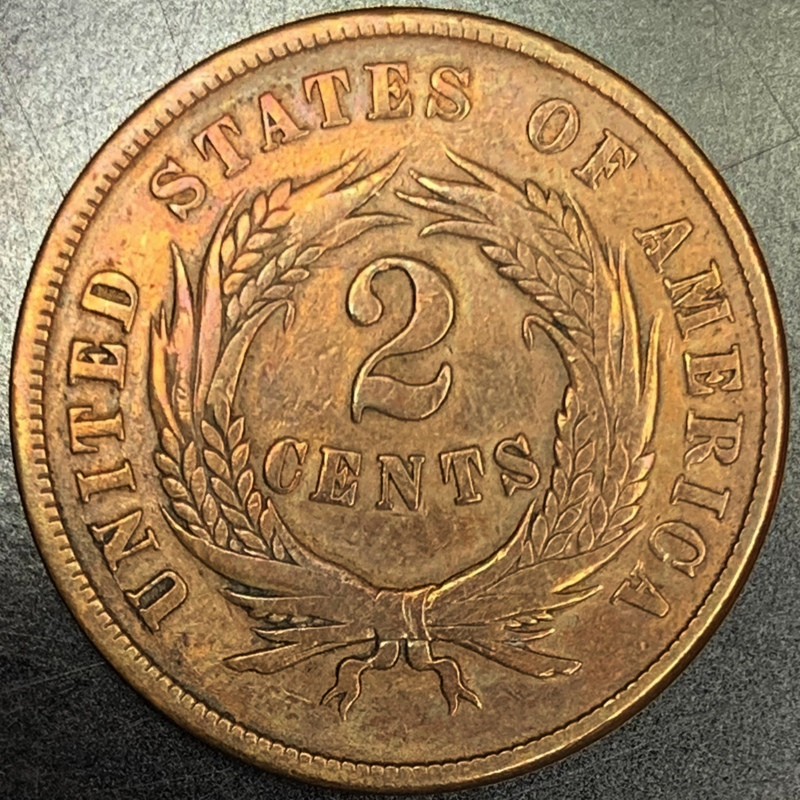 UNITED STATES OF AMERICA
2
CENTS